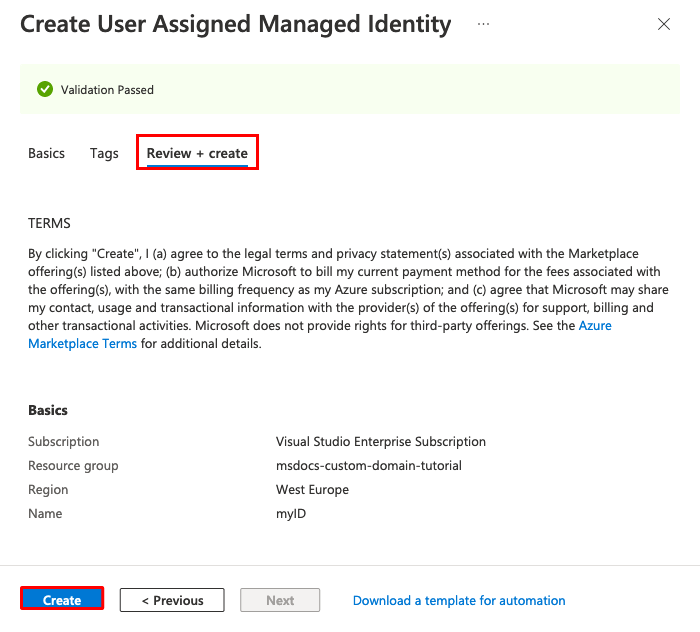 Create User Assigned Managed Identity ...
Validation Passed
Basics Tags Review + create
TERMS
By clicking "Create", I (a) agree to the legal terms and privacy statement(s) associated with the Marketplace
offering(s) listed above; (b) authorize Microsoft to bill my current payment method for the fees associated with
the offering(s), with the same billing frequency as my Azure subscription; and (c) agree that Microsoft may share
my contact, usage and transactional information with the provider(s) of the offering(s) for support, billing and
other transactional activities. Microsoft does not provide rights for third-party offerings. See the Azure
Marketplace Terms for additional details.
Basics
Subscription Visual Studio Enterprise Subscription
Resource group msdocs-custom-domain-tutorial
Region West Europe
Name myID
Create < Previous Next Download a template for automation